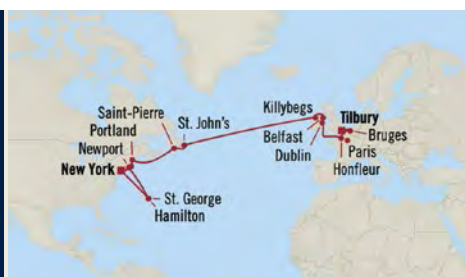 Saint-Pierre
Portland
Newport
New York
St. John's
St. George
Hamilton
Killybegs
Belfast
Dublin
Tilbury
Bruges
Paris
Honfleur